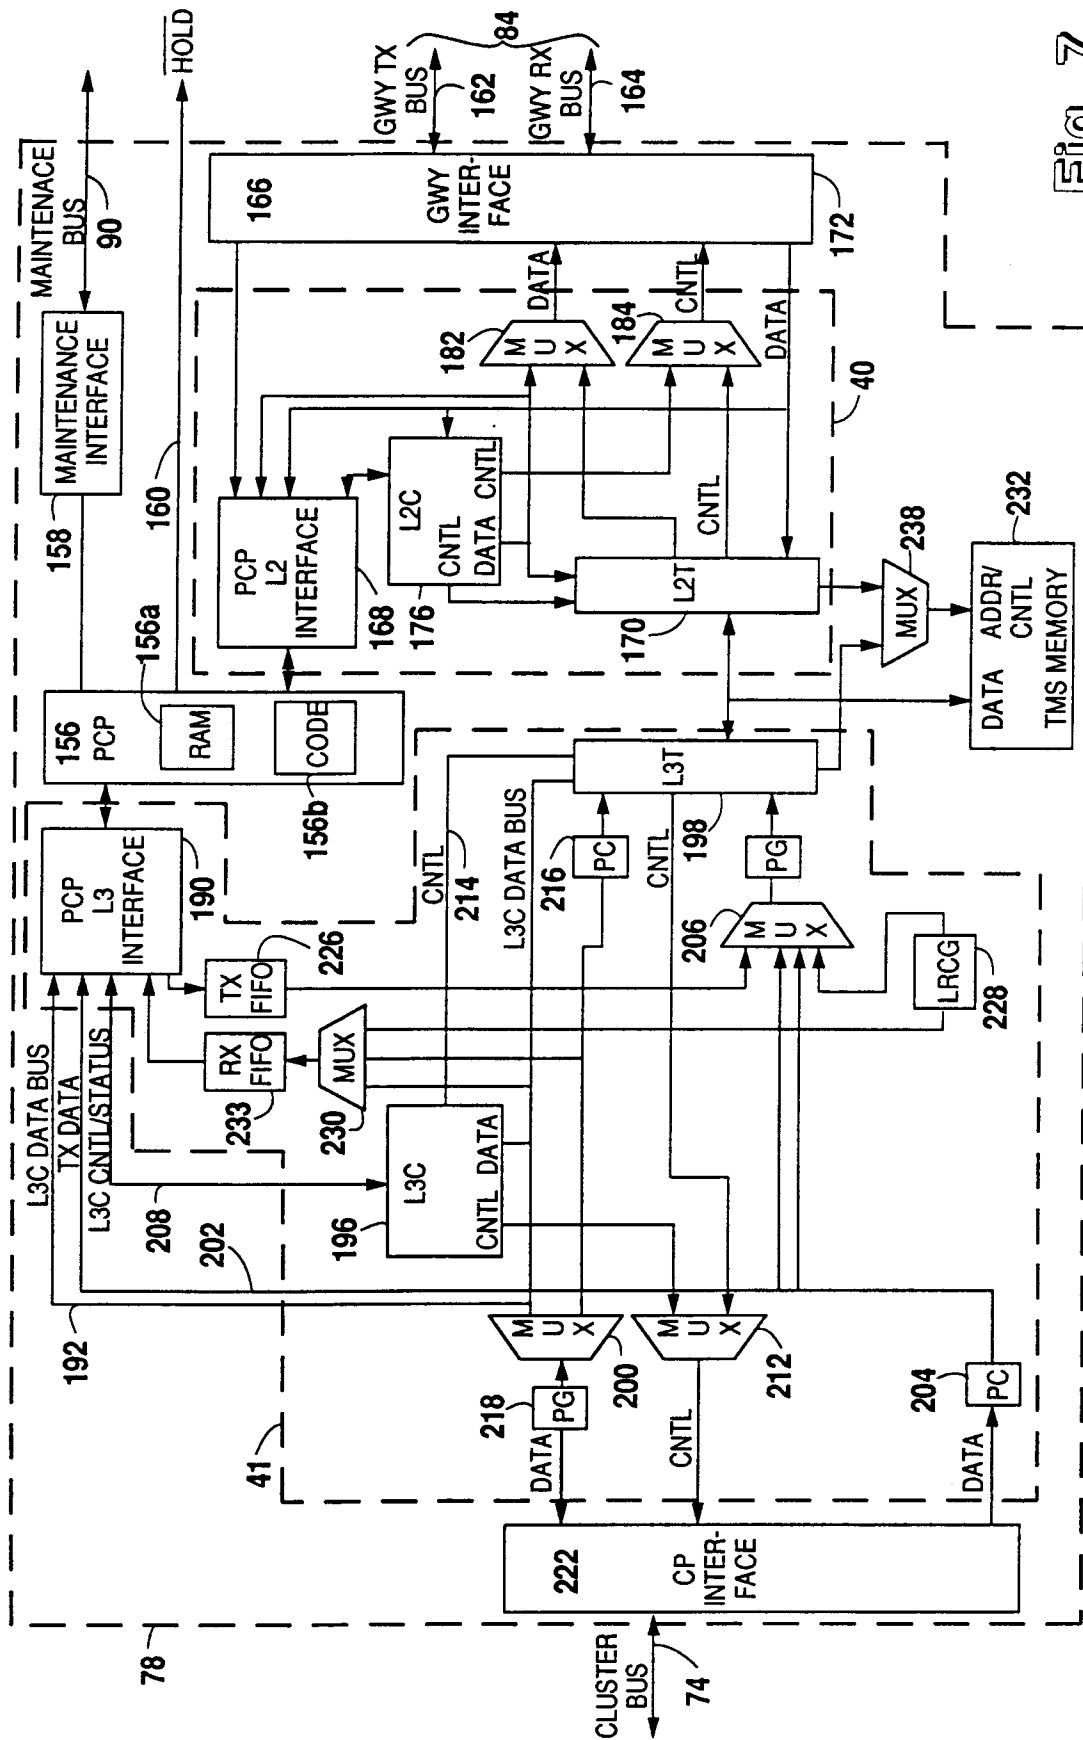 MAINTENACE
BUS
90
HOLD
84
GWY TX
BUS
162
GWY RX
BUS
164
MAINTENANCE
INTERFACE
158
160
166
GWY
INTER-
FACE
172
DATA
182
M
U
X
CNTL
184
M
U
X
DATA
40
PCP
L2
INTERFACE
168
L2C
CNTL
DATA
CNTL
176
CNTL
L2T
170
MUX
238
232
DATA
ADDR/
CNTL
TMS MEMORY
156
PCP
156a
RAM
CODE
156b
PCP
L3
INTERFACE
190
CNTL
214
L3C DATA BUS
216
PC
L3T
198
CNTL
PG
206
M
U
X
LRCG
228
TX
FIFO
226
RX
FIFO
233
MUX
230
L3C DATA BUS
TX DATA
L3C CNTL/STATUS
208
202
192
L3C
CNTL
DATA
196
M
U
X
200
M
U
X
212
218
PG
DATA
CNTL
204
PC
DATA
41
222
CP
INTER-
FACE
78
CLUSTER
BUS
74
Fig. 7